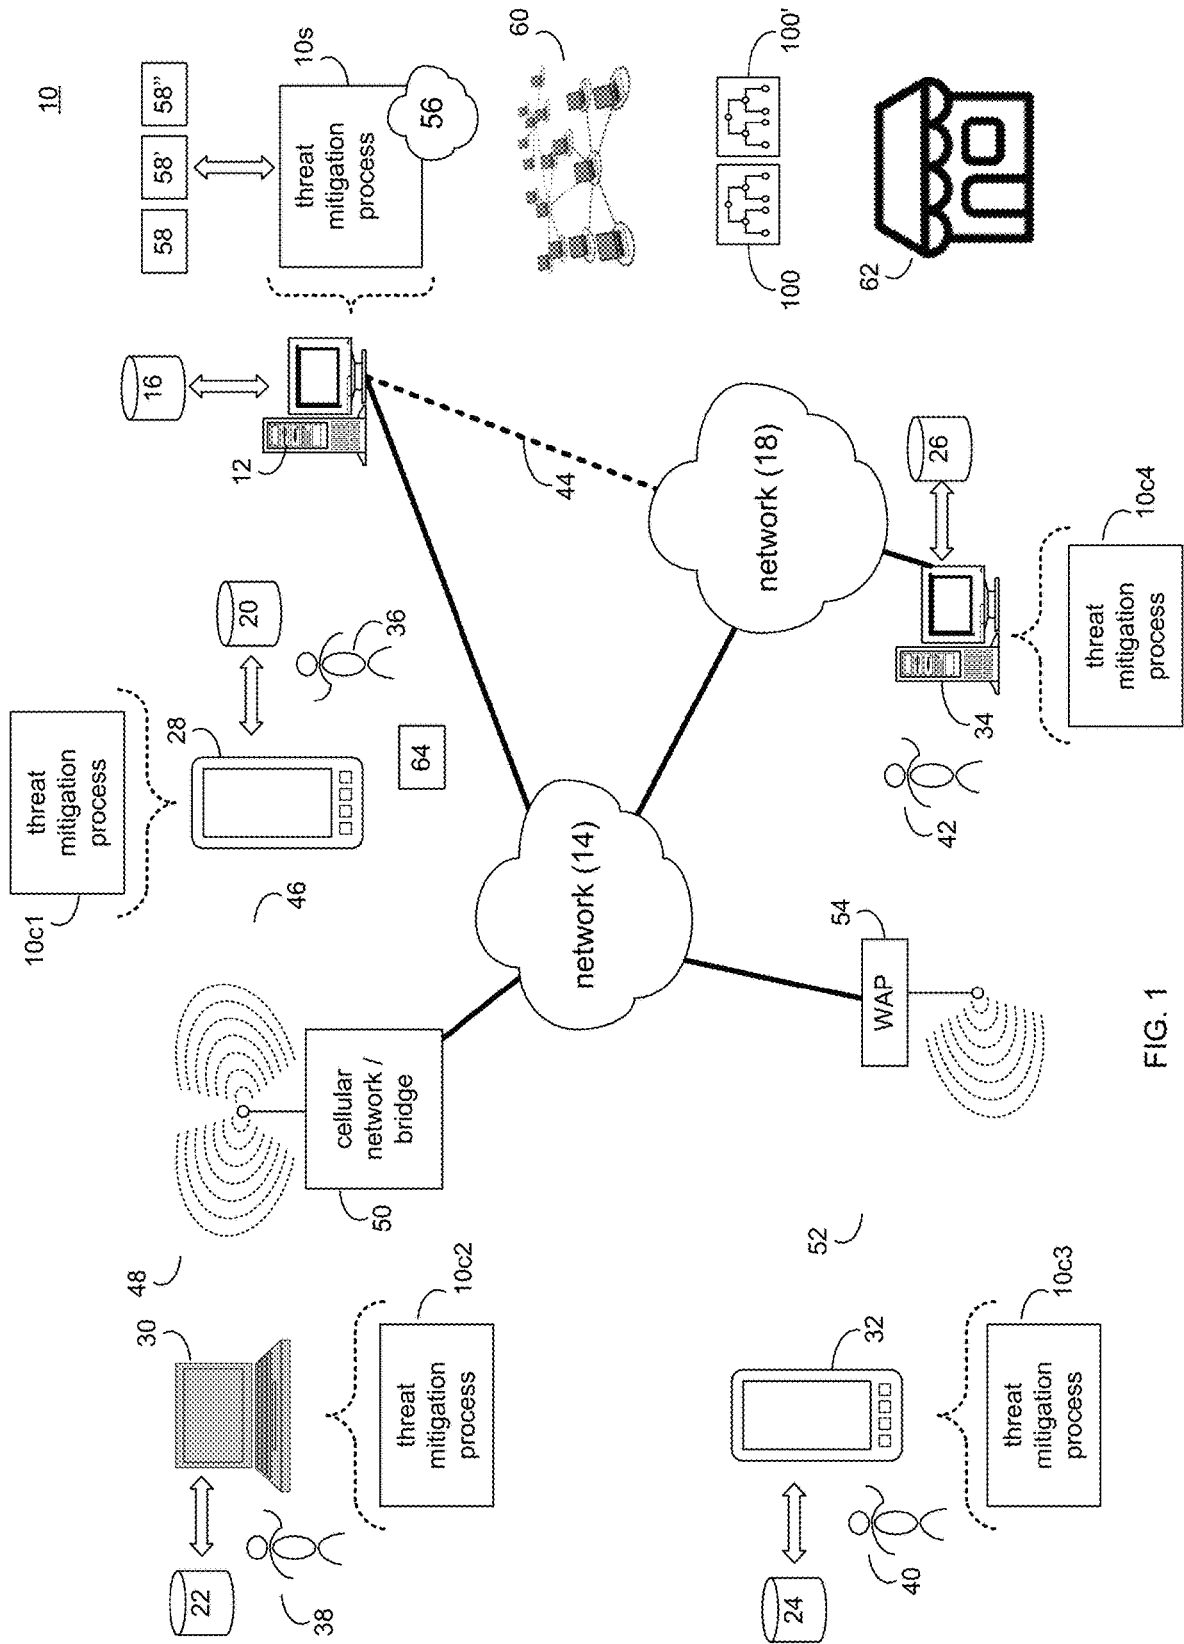 10
58
58'
58"
10s
threat
mitigation
process
56
60
100
100'
62
16
12
44
network (18)
26
10c4
threat
mitigation
process
34
42
20
36
28
64
10c1
threat
mitigation
process
46
network (14)
54
WAP
cellular
network /
bridge
50
48
30
10c2
threat
mitigation
process
22
38
52
10c3
threat
mitigation
process
32
24
40
FIG. 1